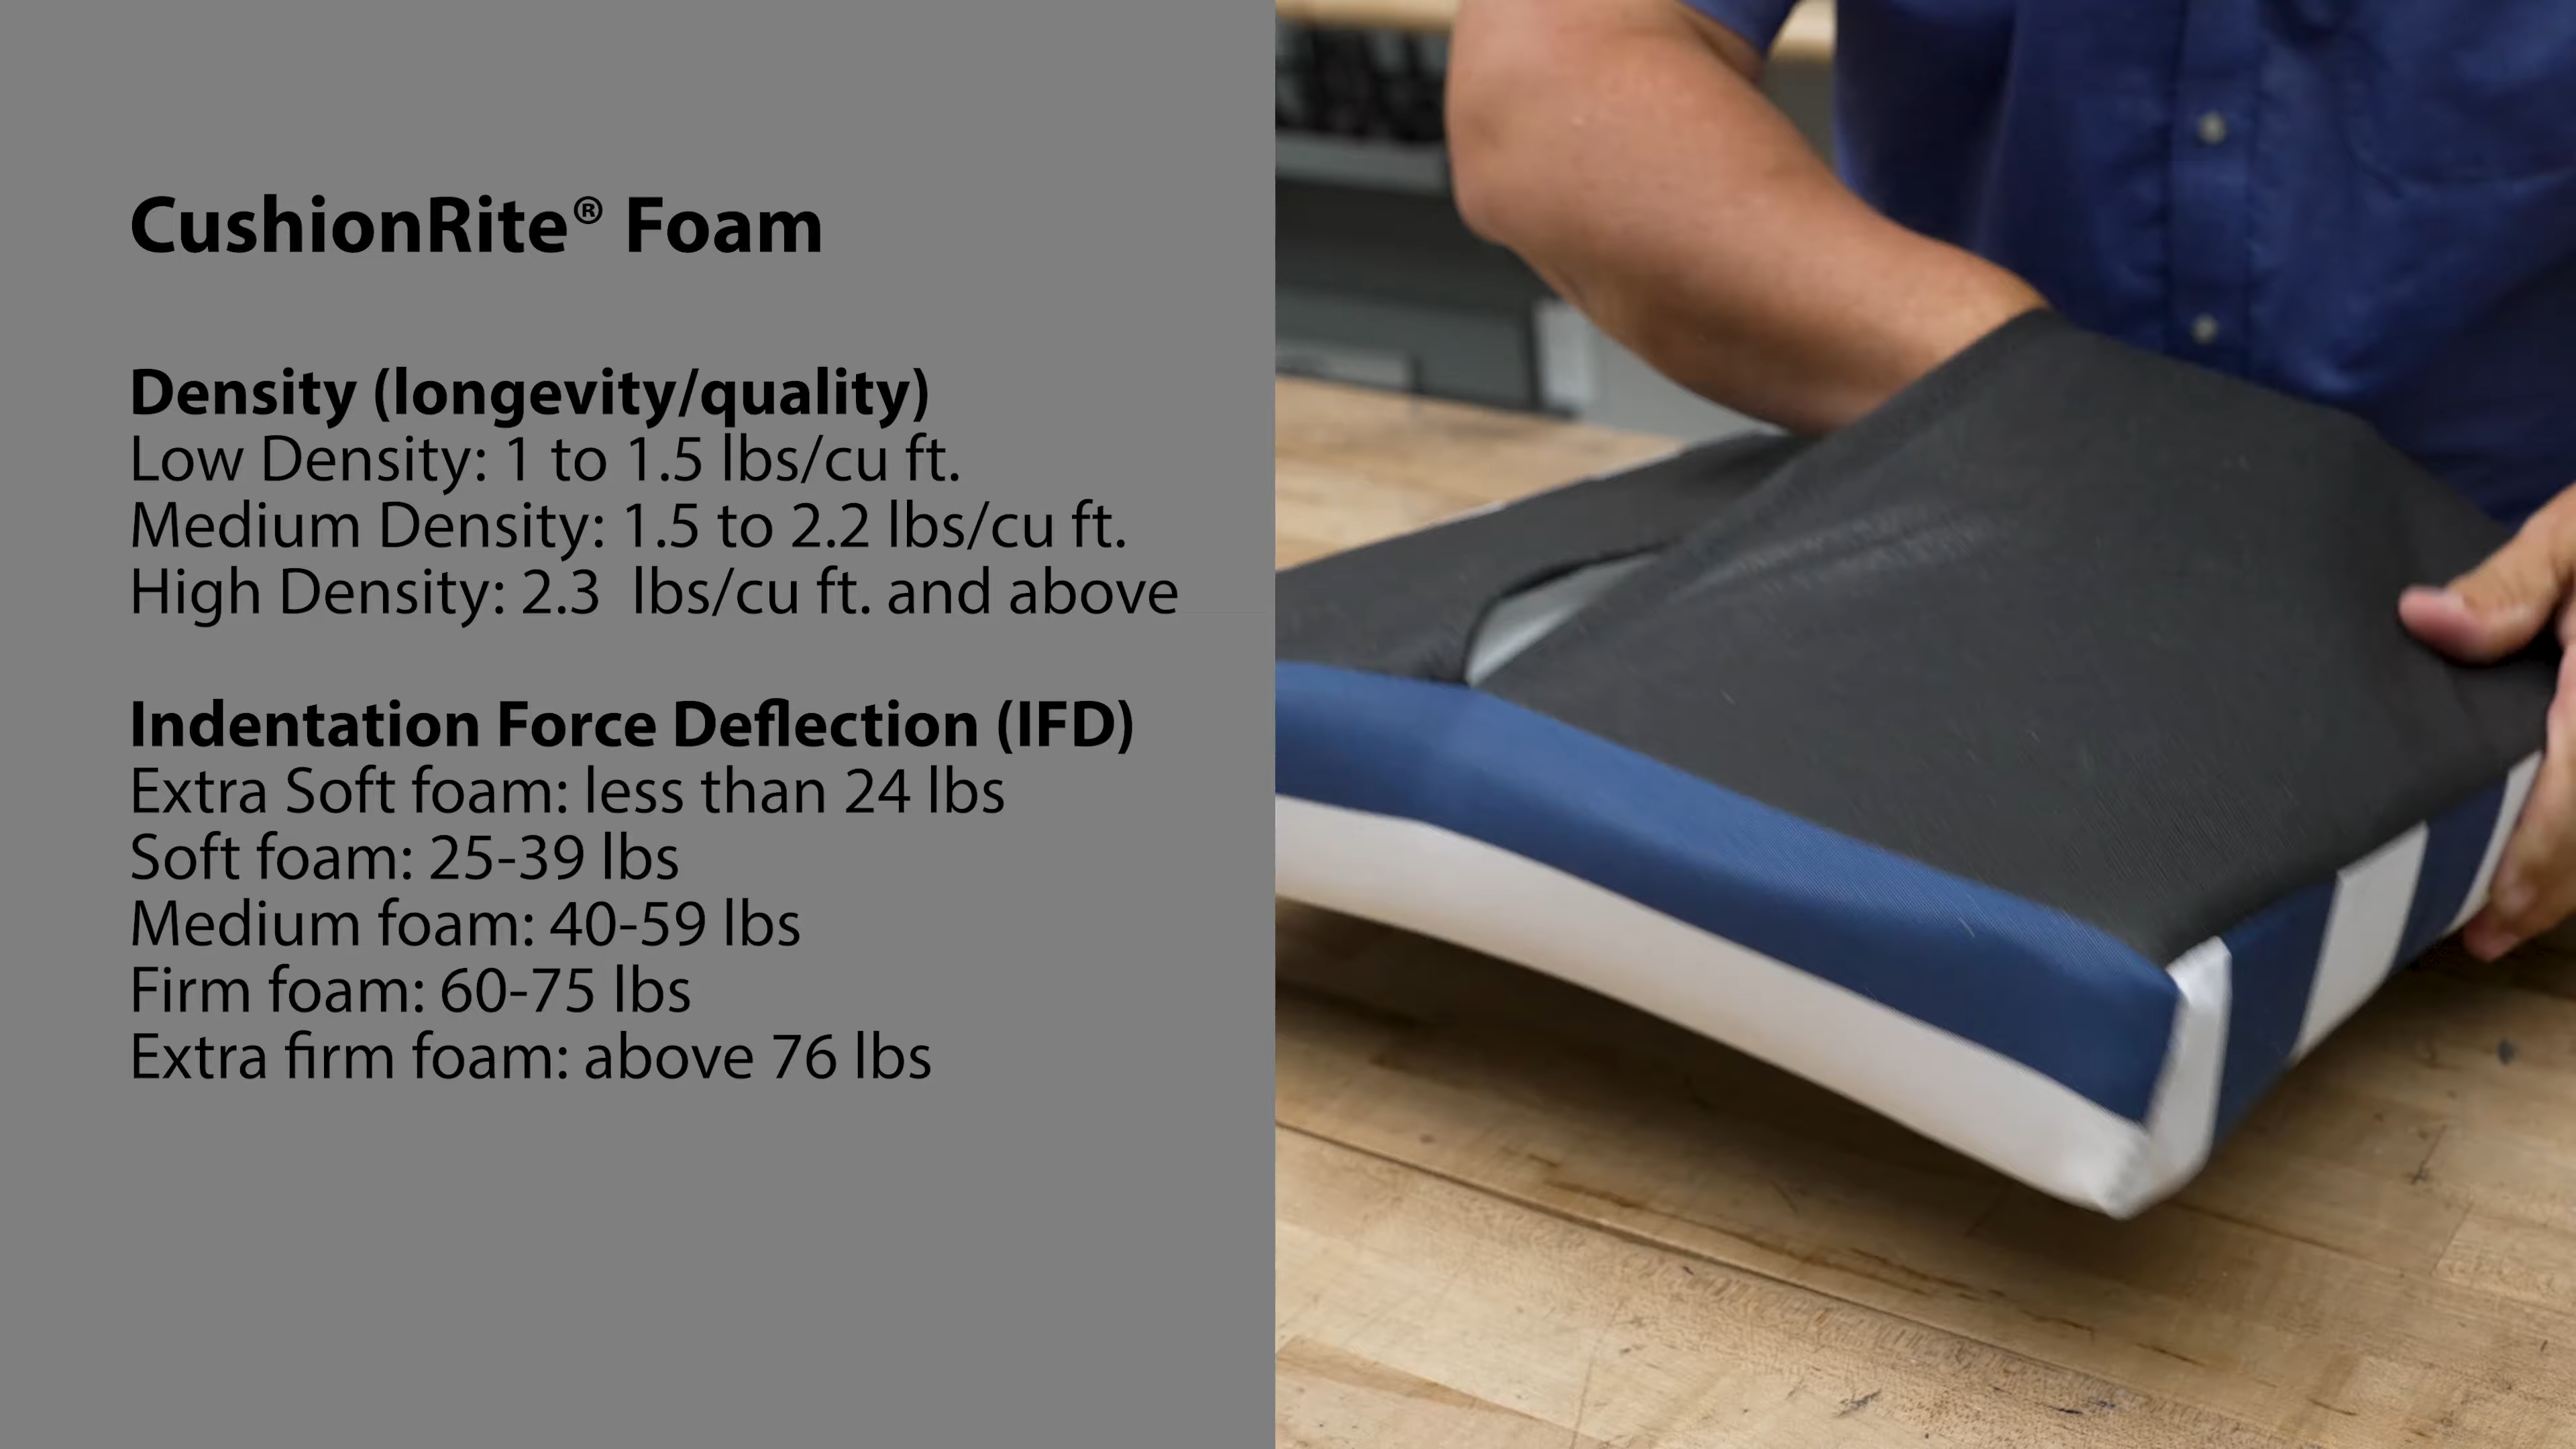 CushionRite® Foam
Density (longevity/quality)
Low Density: 1 to 1.5 lbs/cu ft.
Medium Density: 1.5 to 2.2 lbs/cu ft.
High Density: 2.3  lbs/cu ft. and above
Indentation Force Deflection (IFD)
Extra Soft foam: less than 24 lbs
Soft foam: 25-39 lbs
Medium foam: 40-59 lbs
Firm foam: 60-75 lbs
Extra firm foam: above 76 lbs